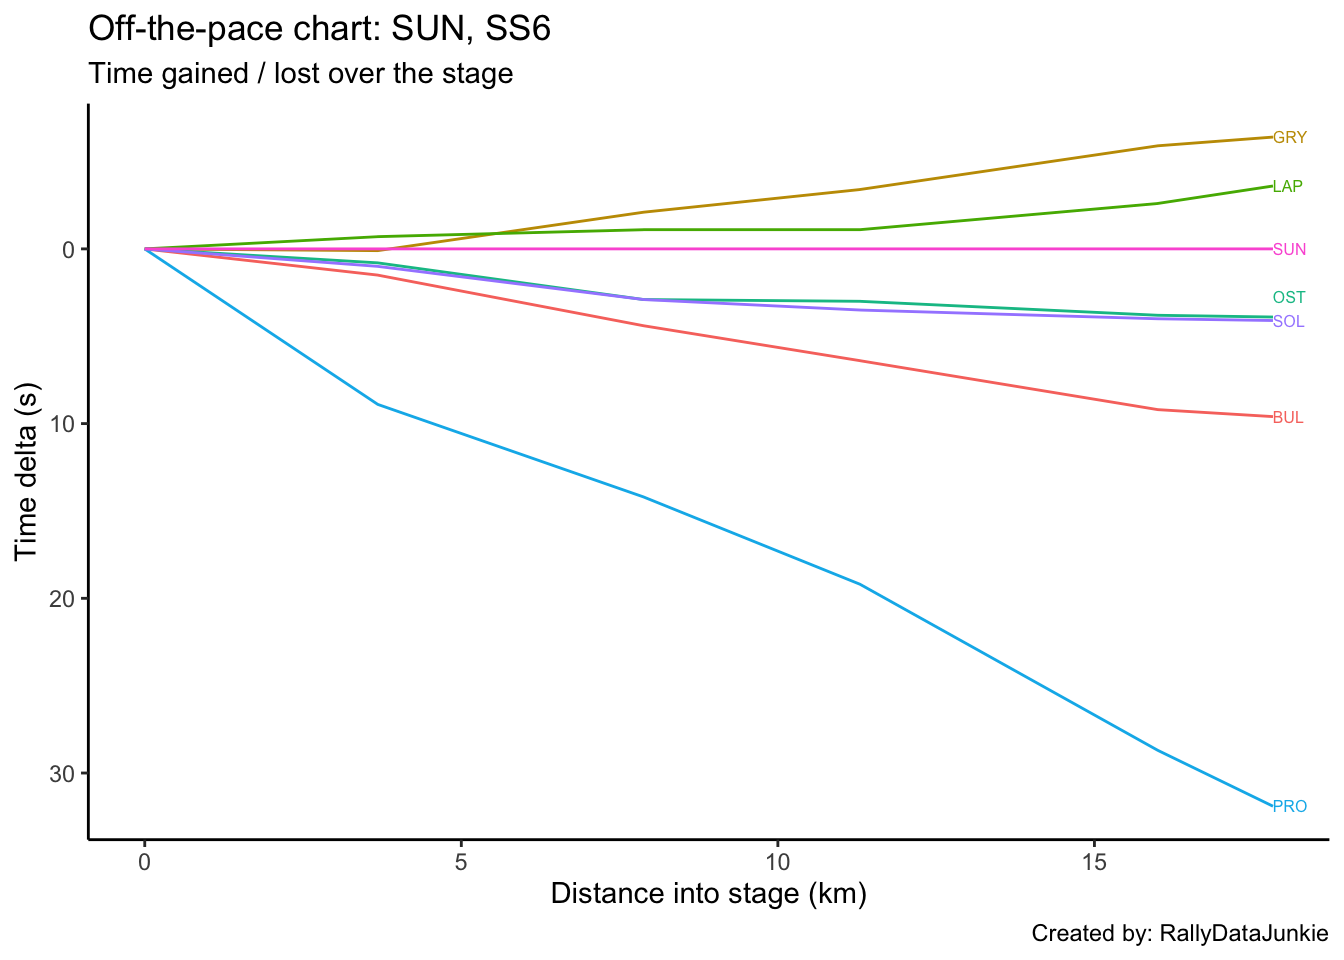 Off-the-pace chart: SUN, SS6
Time gained / lost over the stage
GRY
LAP
0
SUN
OST
SOL
Time delta (s)
10
BUL
20
30
PRO
0 5 10 15
Distance into stage (km)
Created by: RallyDataJunkie